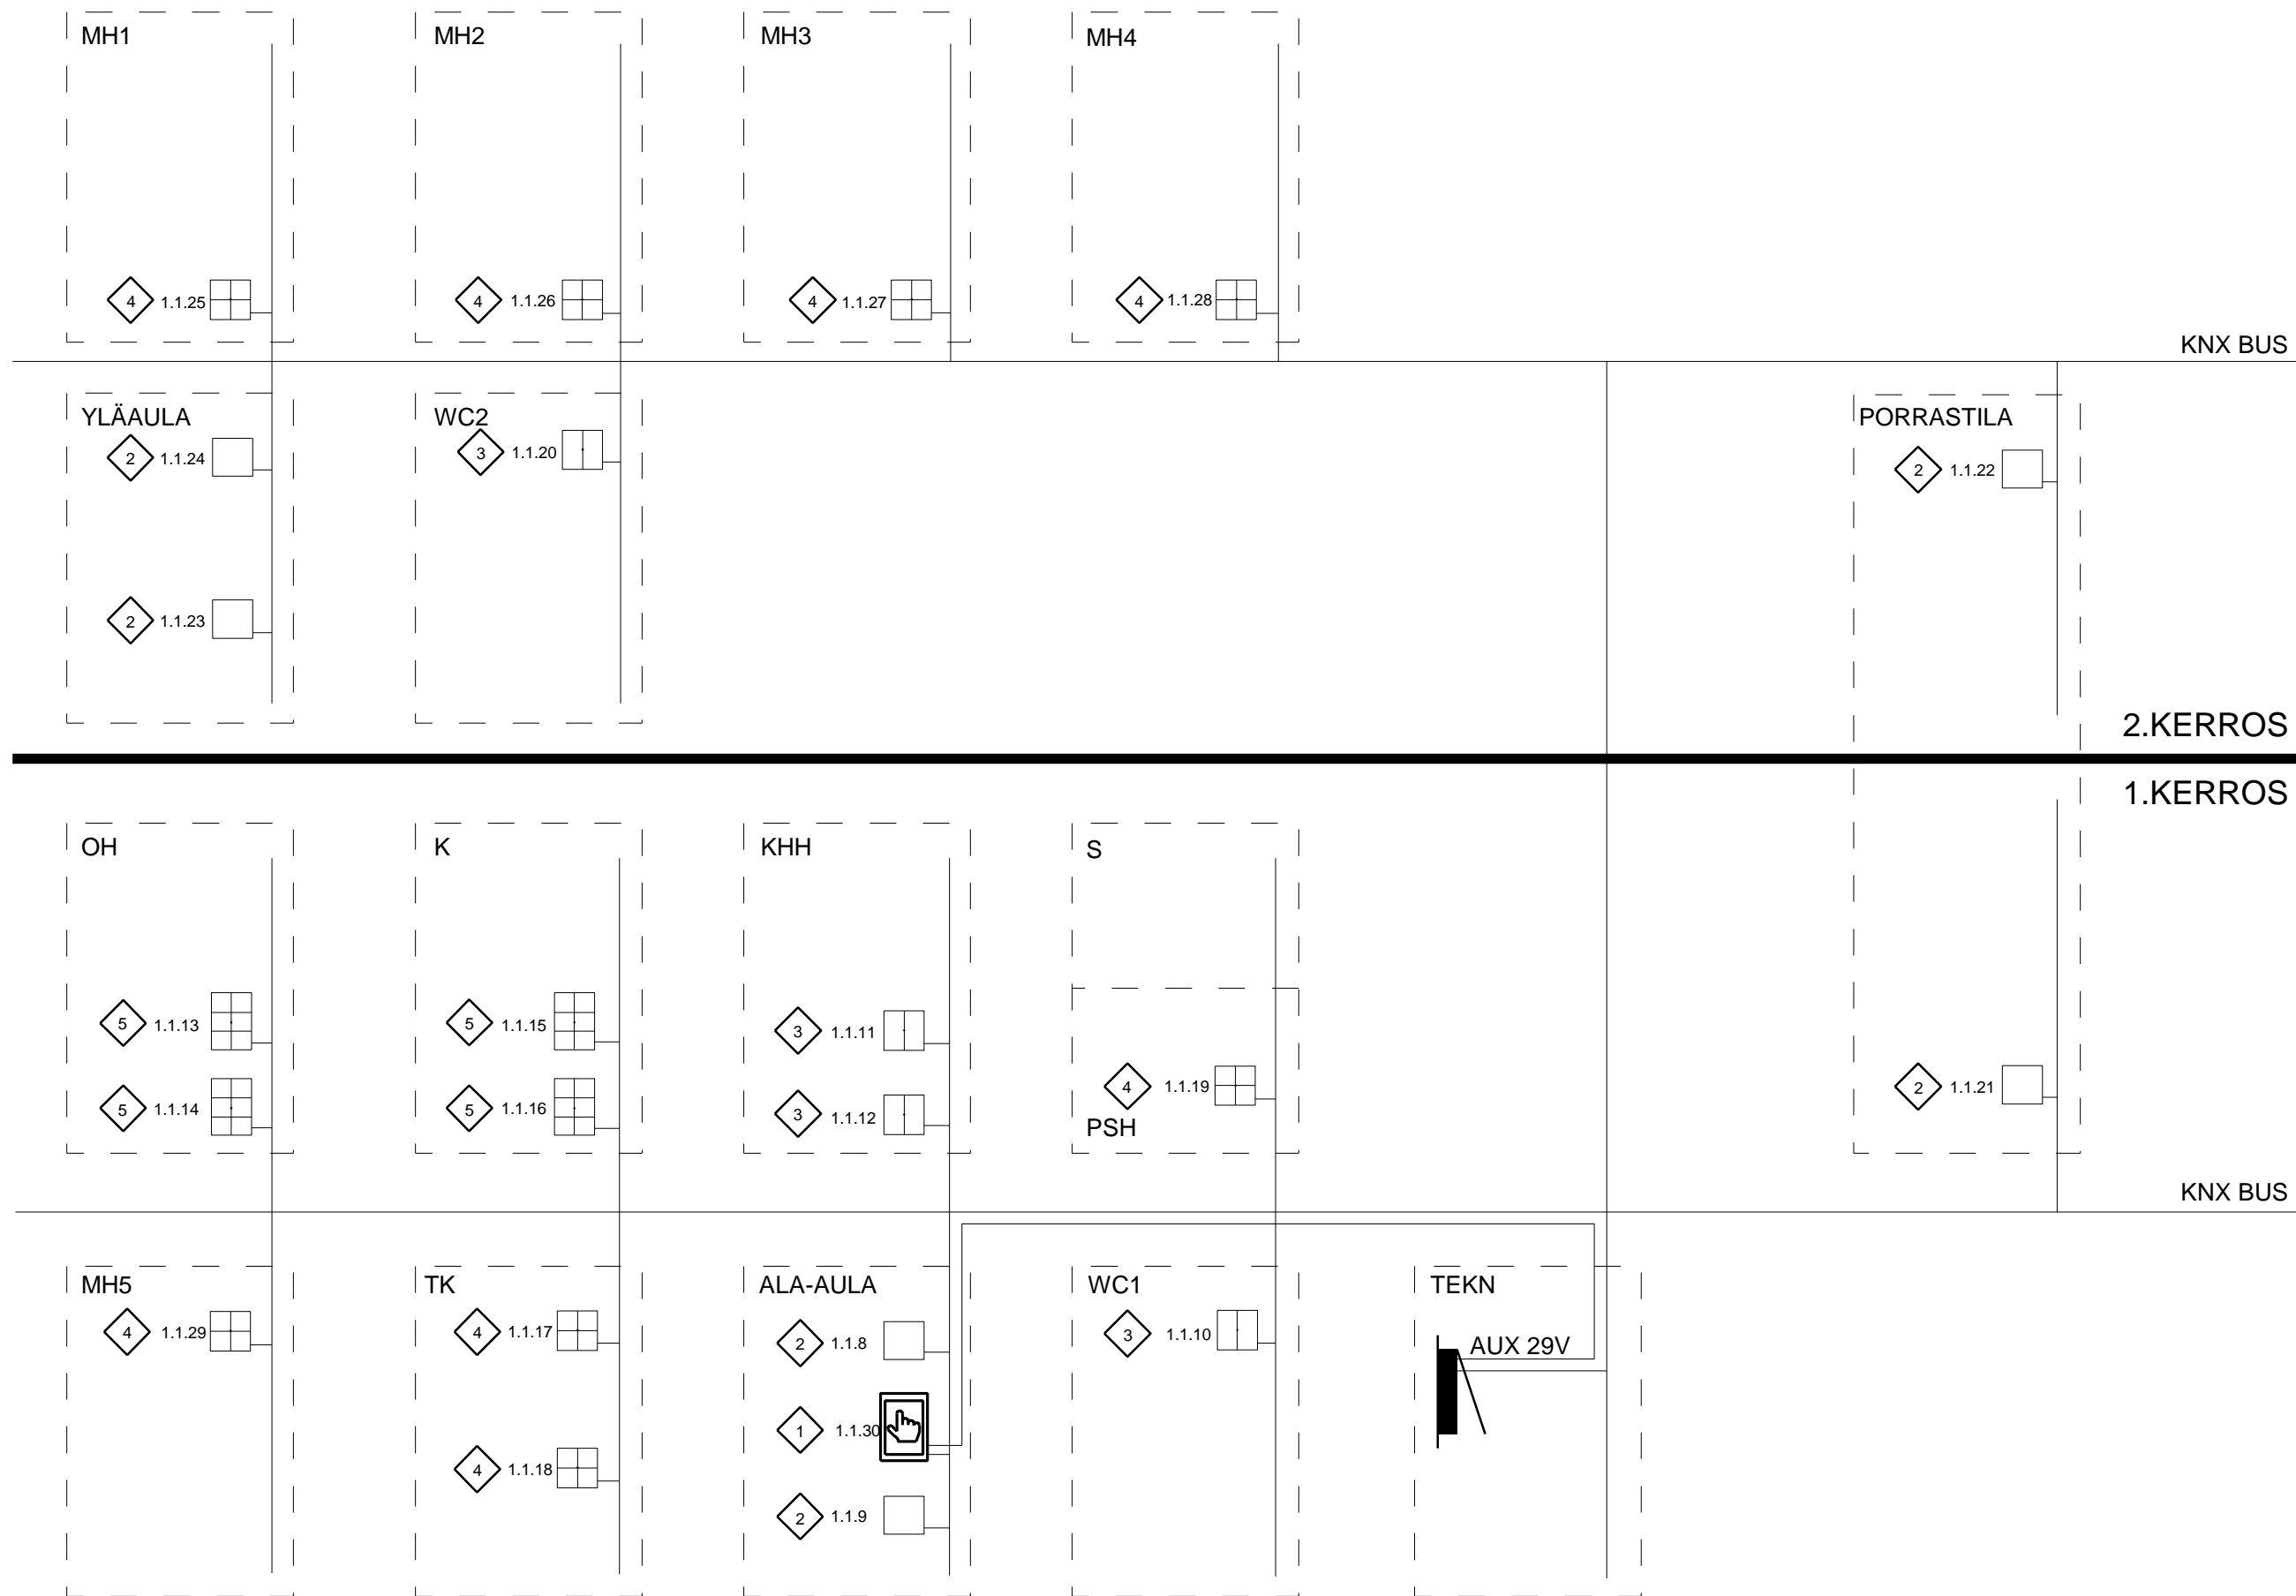 MH1 MH2 MH3 MH4
4 1.1.25 4 1.1.26 4 1.1.27 4 1.1.28
KNX BUS
YLÄAULA WC2 PORRASTILA
2 1.1.24 3 1.1.20 2 1.1.22
2 1.1.23
2.KERROS
1.KERROS
OH K KHH S
5 1.1.13 5 1.1.15 3 1.1.11
4 1.1.19 2 1.1.21
5 1.1.14 5 1.1.16 3 1.1.12
PSH
KNX BUS
MH5 TK ALA-AULA WC1 TEKN
4 1.1.29 4 1.1.17 2 1.1.8 3 1.1.10 AUX 29V
1 1.1.30
4 1.1.18
2 1.1.9